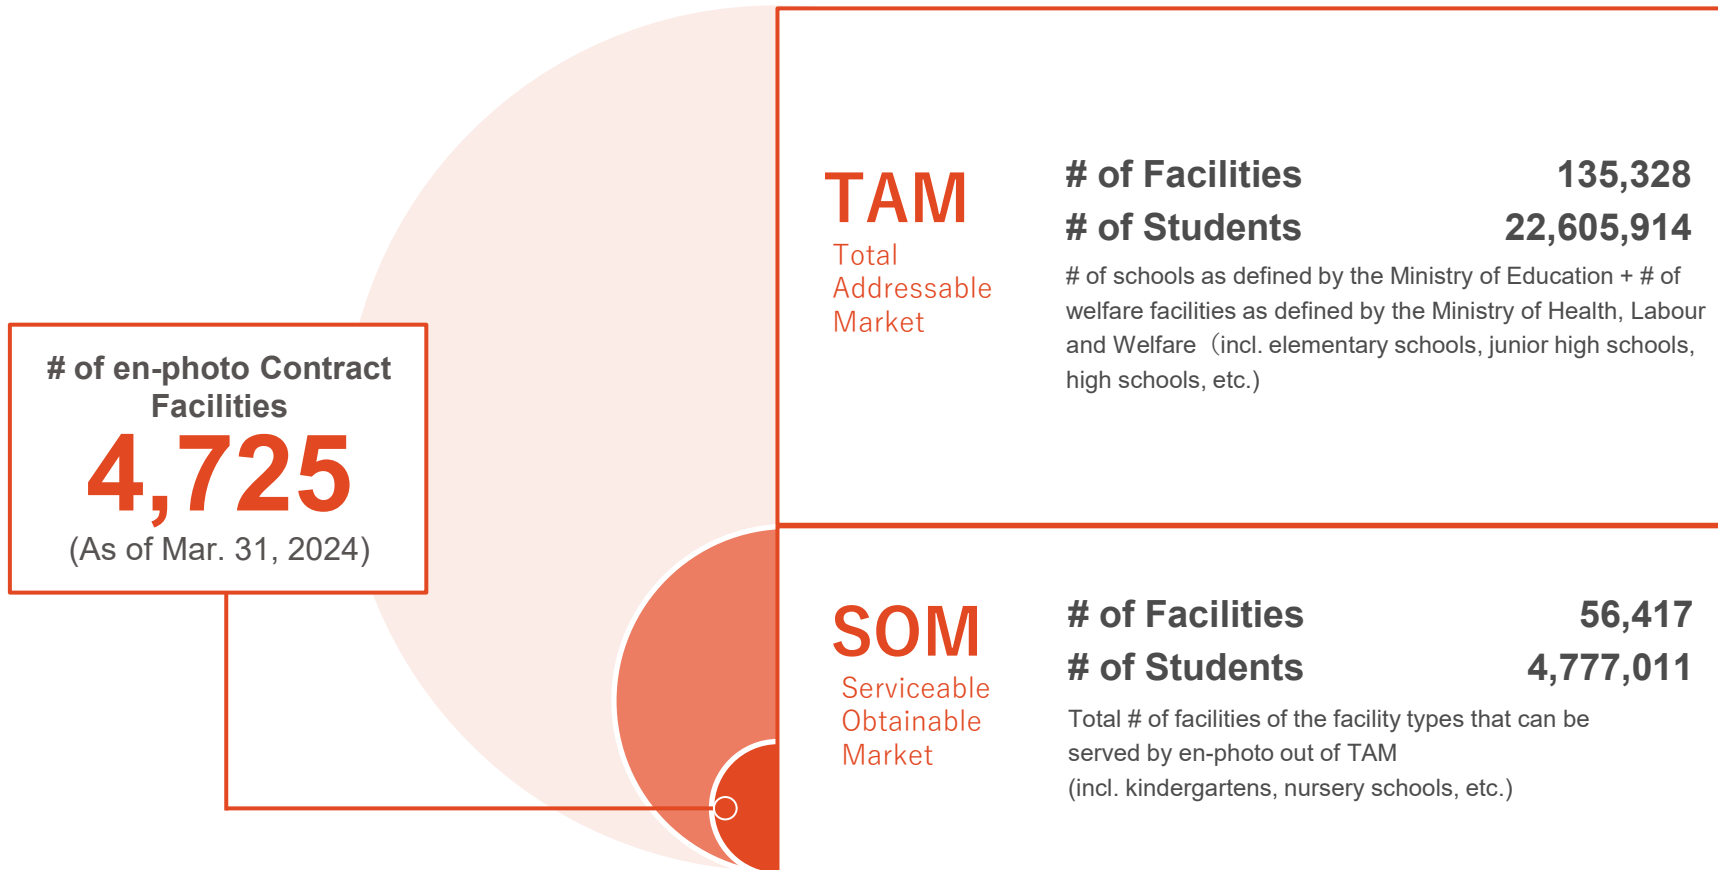 # of en-photo Contract
Facilities
4,725
(As of Mar. 31, 2024)
TAM
Total
Addressable
Market
# of Facilities 135,328
# of Students 22,605,914
# of schools as defined by the Ministry of Education + # of
welfare facilities as defined by the Ministry of Health, Labour
and Welfare（incl. elementary schools, junior high schools,
high schools, etc.)
SOM
Serviceable
Obtainable
Market
# of Facilities 56,417
# of Students 4,777,011
Total # of facilities of the facility types that can be
served by en-photo out of TAM
(incl. kindergartens, nursery schools, etc.)